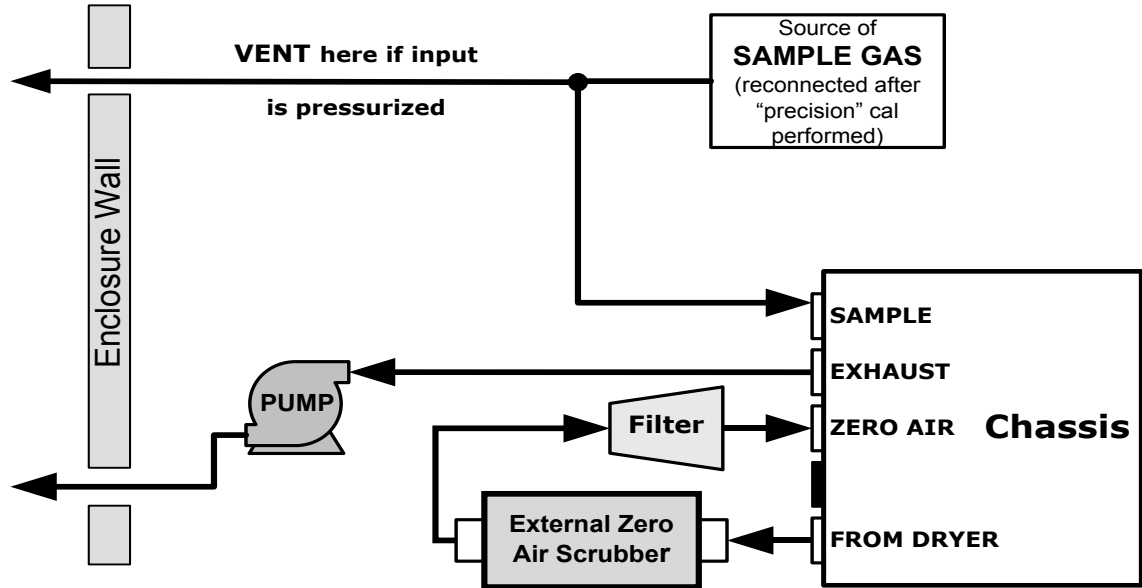 Source of
SAMPLE GAS
(reconnected after
“precision” cal
performed)
VENT here if input
is pressurized
Enclosure Wall
SAMPLE
EXHAUST
PUMP
Filter
ZERO AIR
Chassis
External Zero
Air Scrubber
FROM DRYER